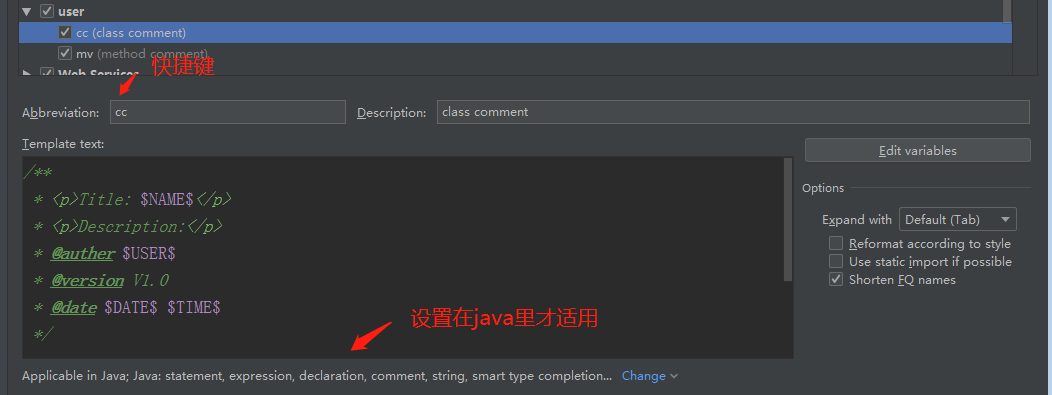 user
cc (class comment)
mv (method comment)
Web Services
快捷键
Abbreviation: cc Description: class comment
Template text:
Edit variables
/**
* <p>Title: $NAME$</p>
* <p>Description:</p>
* @auther $USER$
* @version V1.0
* @date $DATE$ $TIME$
*/
Options
Expand with Default (Tab)
Reformat according to style
Use static import if possible
Shorten FQ names
设置在java里才适用
Applicable in Java; Java: statement, expression, declaration, comment, string, smart type completion... Change